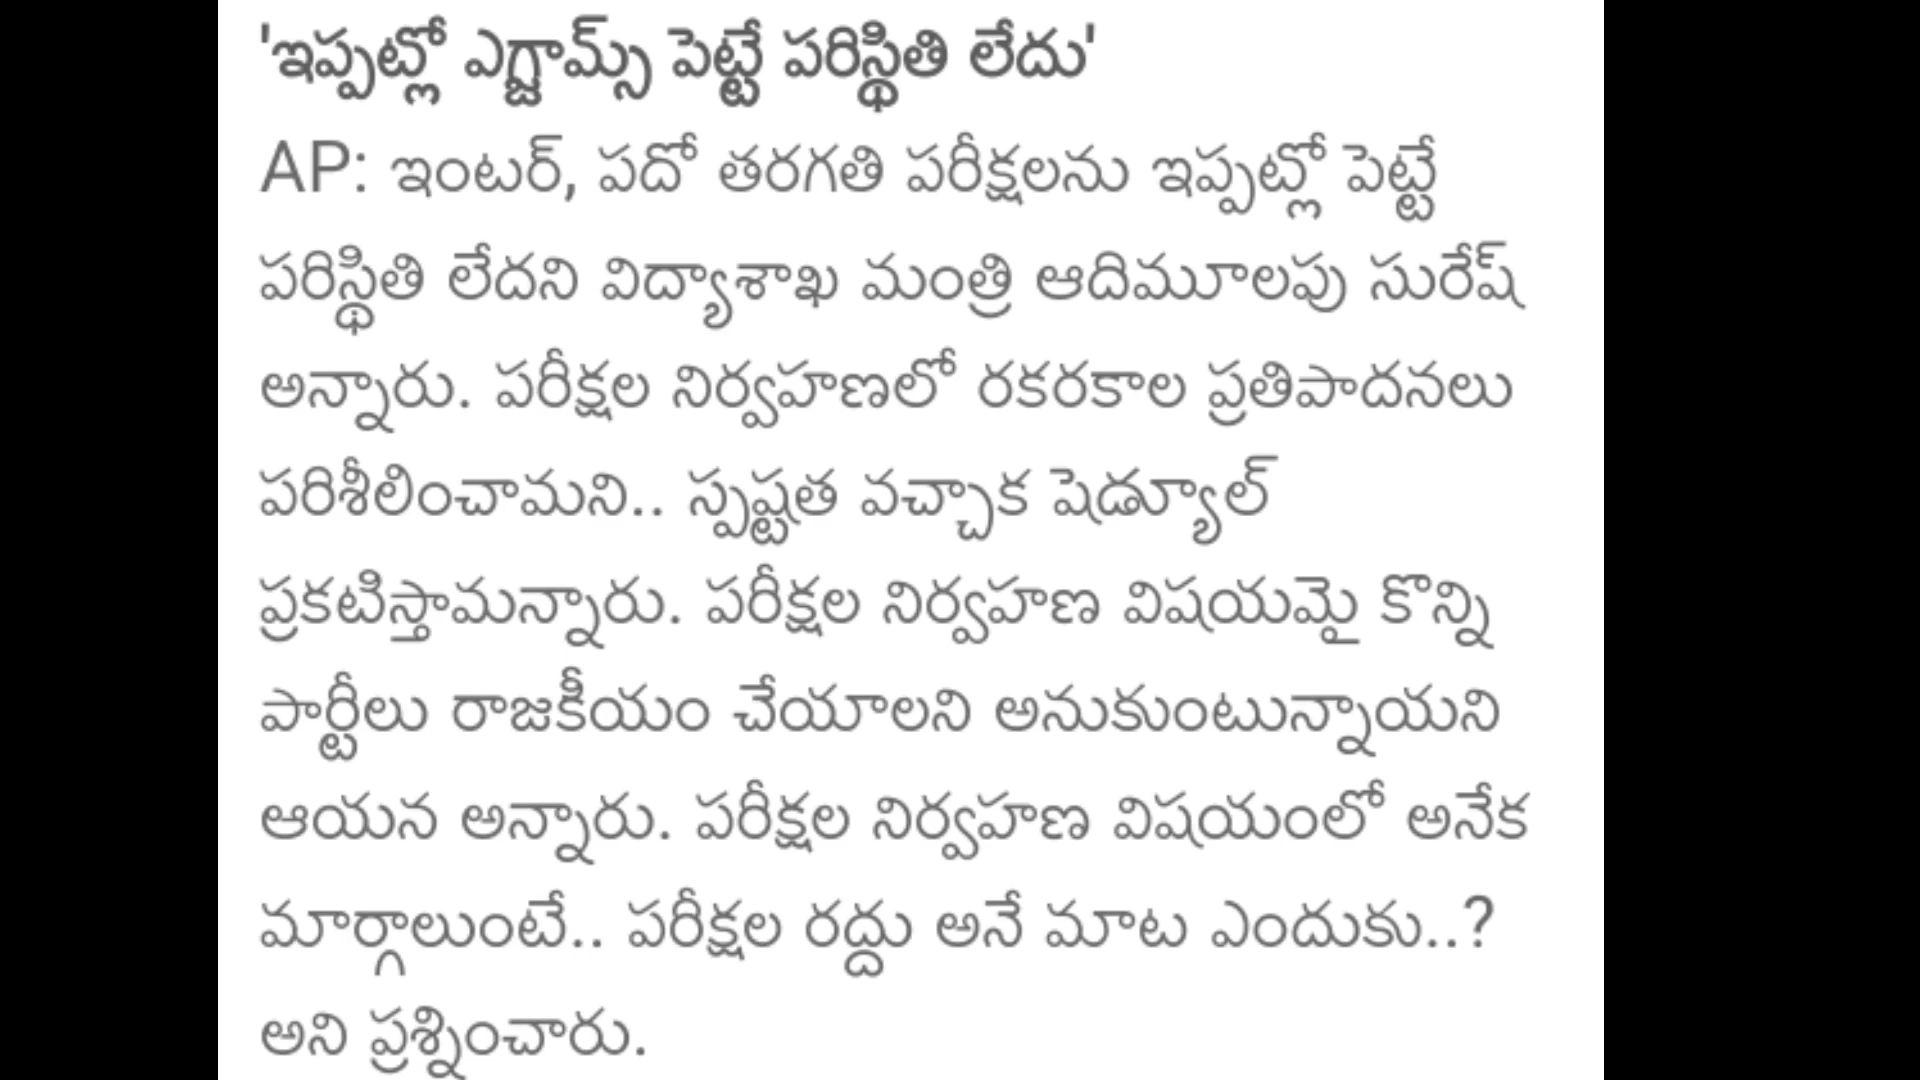 'ఇప్పట్లో ఎగ్జామ్స్ పెట్టే పరిస్థితి లేదు'
AP: ఇంటర్, పదో తరగతి పరీక్షలను ఇప్పట్లో పెట్టే
పరిస్థితి లేదని విద్యాశాఖ మంత్రి ఆదిమూలపు సురేష్
అన్నారు. పరీక్షల నిర్వహణలో రకరకాల ప్రతిపాదనలు
పరిశీలించామని.. స్పష్టత వచ్చాక షెడ్యూల్
ప్రకటిస్తామన్నారు. పరీక్షల నిర్వహణ విషయమై కొన్ని
పార్టీలు రాజకీయం చేయాలని అనుకుంటున్నాయని
ఆయన అన్నారు. పరీక్షల నిర్వహణ విషయంలో అనేక
మార్గాలుంటే.. పరీక్షల రద్దు అనే మాట ఎందుకు..?
అని ప్రశ్నించారు.